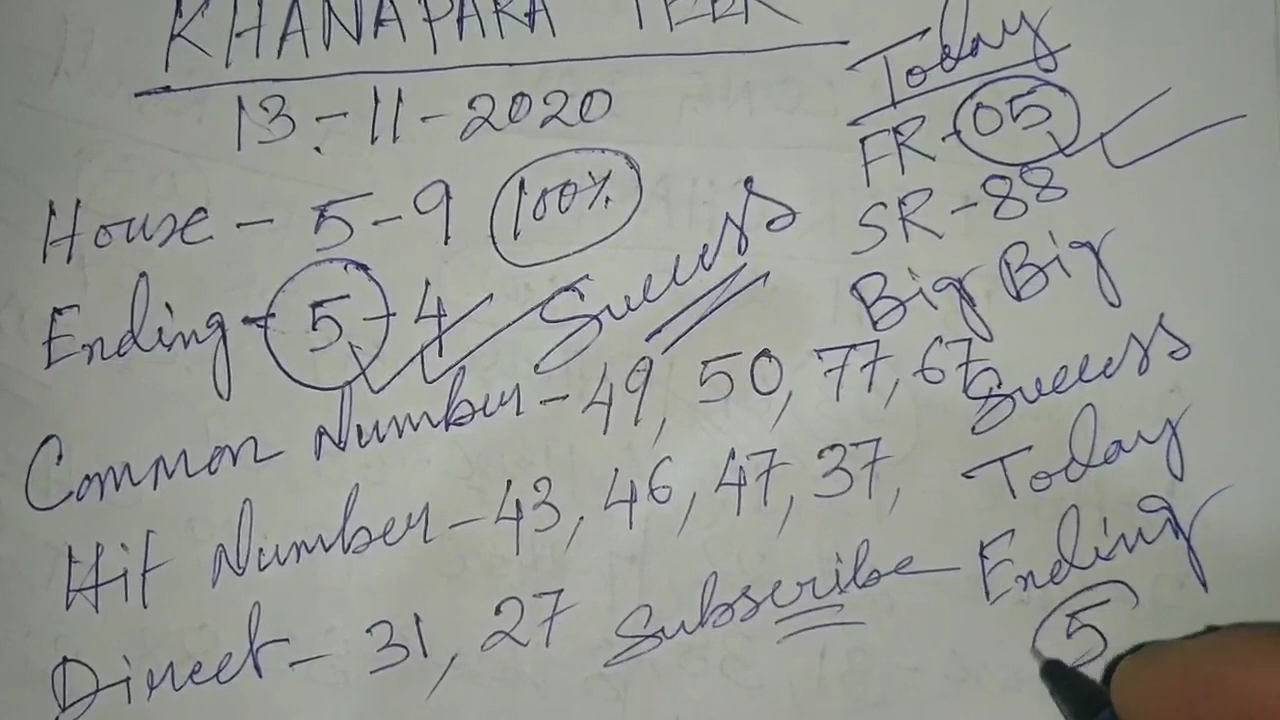 KHANAPARA TEER
13-11-2020
House - 5-9 100%
Ending - 5-4 Success
Common Number - 49, 50, 77, 67
Hit Number - 43, 46, 47, 37,
Direct - 31, 27 Subscribe
Today
FR-05
SR-88
Big Big
Success
Today
Ending
5